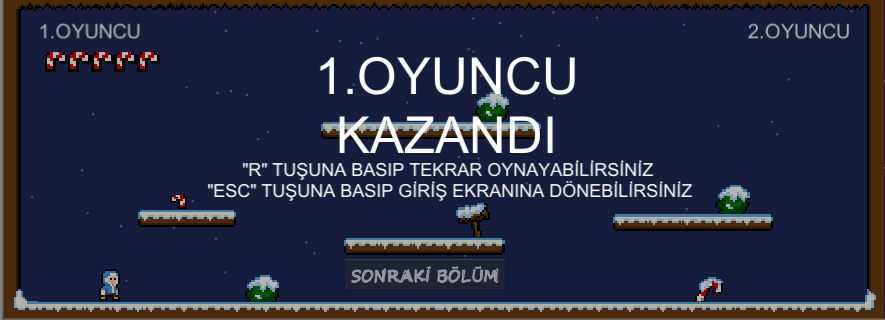 1.OYUNCU
2.OYUNCU
1.OYUNCU
KAZANDI
"R" TUŞUNA BASIP TEKRAR OYNAYABİLİRSİNİZ
"ESC" TUŞUNA BASIP GİRİŞ EKRANINA DÖNEBİLİRSİNİZ
SONRAKİ BÖLÜM